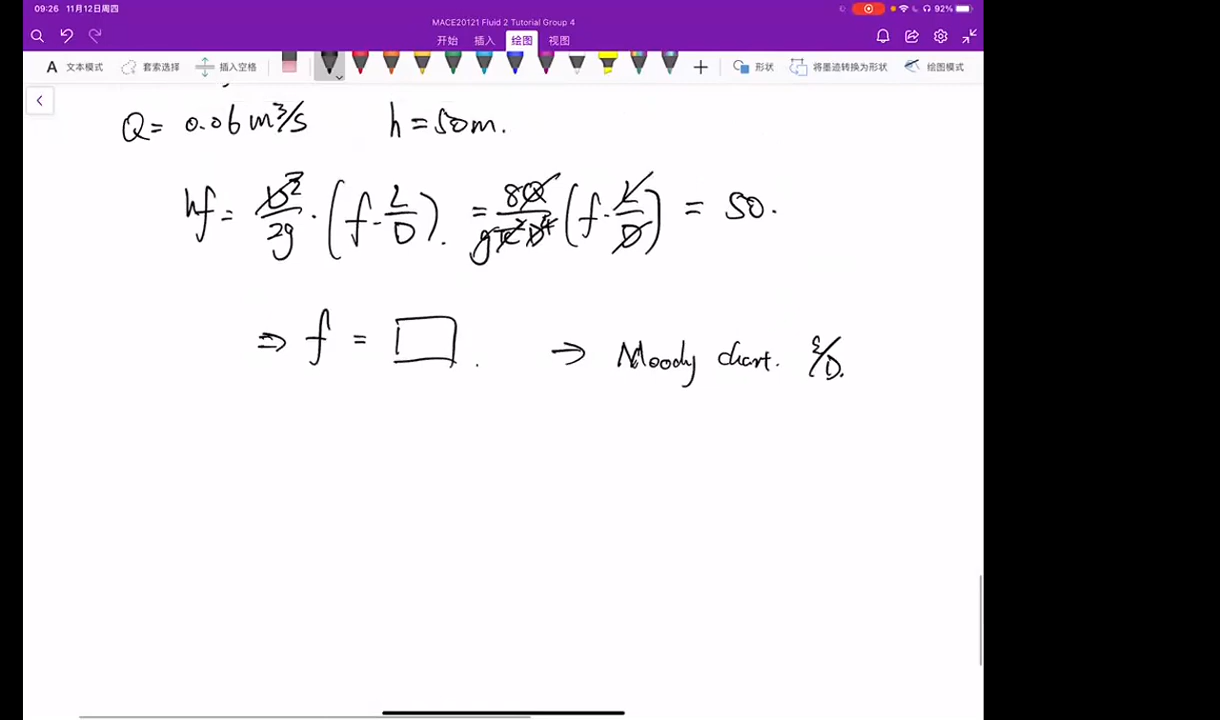 09:26 11月12日周四
92%
MACE20121 Fluid 2 Tutorial Group 4
开始 插入 绘图 视图
A 文本模式 套索选择 插入空格 形状 将墨迹转换为形状 绘图模式
Q = 0.06 m³/s h = 50m.
hf = υ²/2g · (f · L/D). = 8Q/gπ²D⁴ (f · L/D) = 50.
⇒ f = □. → Moody chart. ε/D.